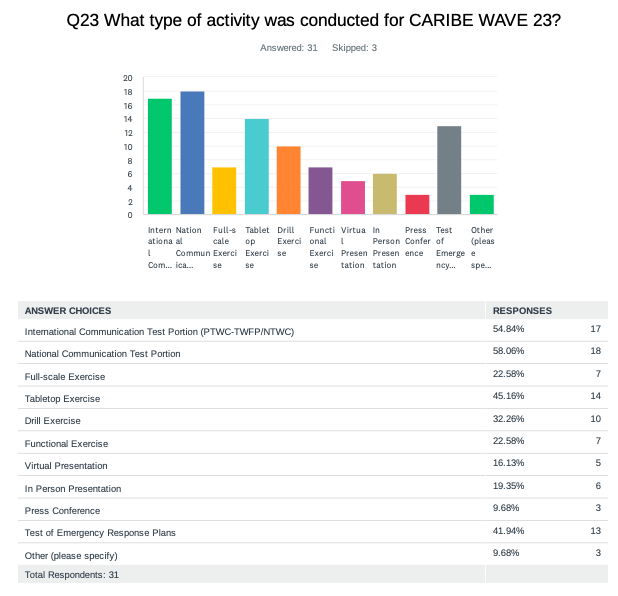 Q23 What type of activity was conducted for CARIBE WAVE 23?
Answered: 31 Skipped: 3
20
18
16
14
12
10
8
6
4
2
0
Intern ationa l Com...
Nation al Commun ica...
Full-s cale Exerci se
Tablet op Exerci se
Drill Exerci se
Functi onal Exerci se
Virtua l Presen tation
In Person Presen tation
Press Confer ence
Test of Emerge ncy...
Other (pleas e spe...
ANSWER CHOICES RESPONSES
International Communication Test Portion (PTWC-TWFP/NTWC) 54.84% 17
National Communication Test Portion 58.06% 18
Full-scale Exercise 22.58% 7
Tabletop Exercise 45.16% 14
Drill Exercise 32.26% 10
Functional Exercise 22.58% 7
Virtual Presentation 16.13% 5
In Person Presentation 19.35% 6
Press Conference 9.68% 3
Test of Emergency Response Plans 41.94% 13
Other (please specify) 9.68% 3
Total Respondents: 31